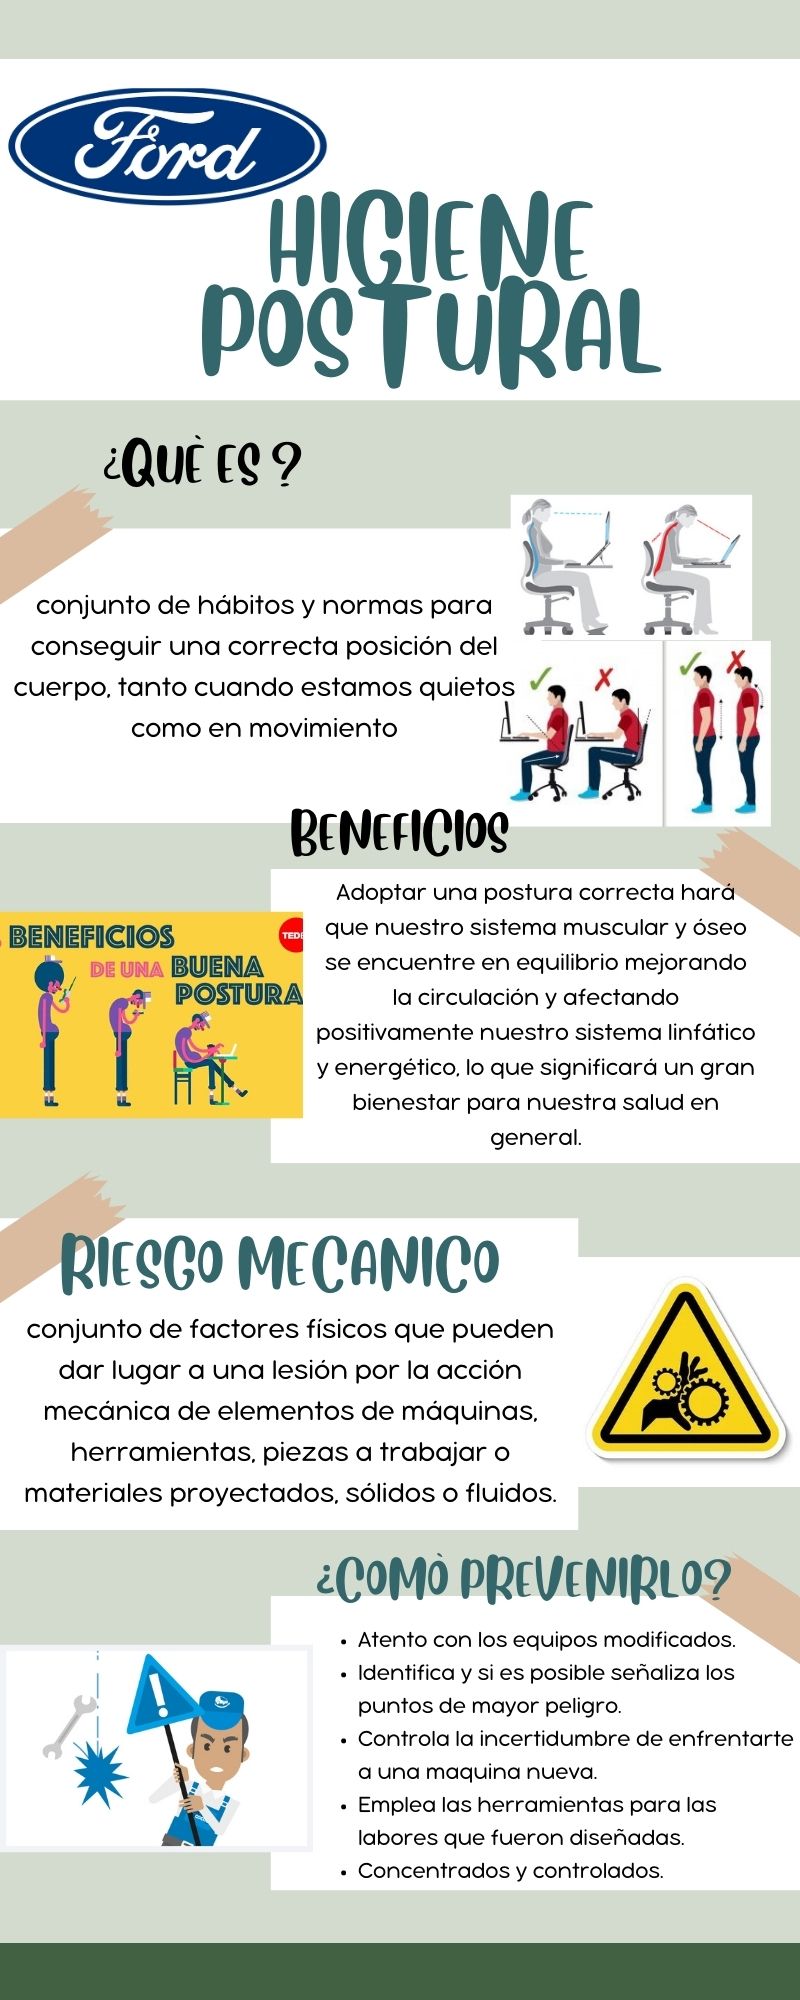 Ford
HIGIENE
POSTURAL
¿QUÈ ES ?
conjunto de hábitos y normas para
conseguir una correcta posición del
cuerpo, tanto cuando estamos quietos
como en movimiento
BENEFICIOS
Adoptar una postura correcta hará
que nuestro sistema muscular y óseo
se encuentre en equilibrio mejorando
la circulación y afectando
positivamente nuestro sistema linfático
y energético, lo que significará un gran
bienestar para nuestra salud en
general.
BENEFICIOS
DE UNA BUENA
POSTURA
TEDE
RIESGO MECANICO
conjunto de factores físicos que pueden
dar lugar a una lesión por la acción
mecánica de elementos de máquinas,
herramientas, piezas a trabajar o
materiales proyectados, sólidos o fluidos.
¿COMÒ PREVENIRLO?
• Atento con los equipos modificados.
• Identifica y si es posible señaliza los
puntos de mayor peligro.
• Controla la incertidumbre de enfrentarte
a una maquina nueva.
• Emplea las herramientas para las
labores que fueron diseñadas.
• Concentrados y controlados.